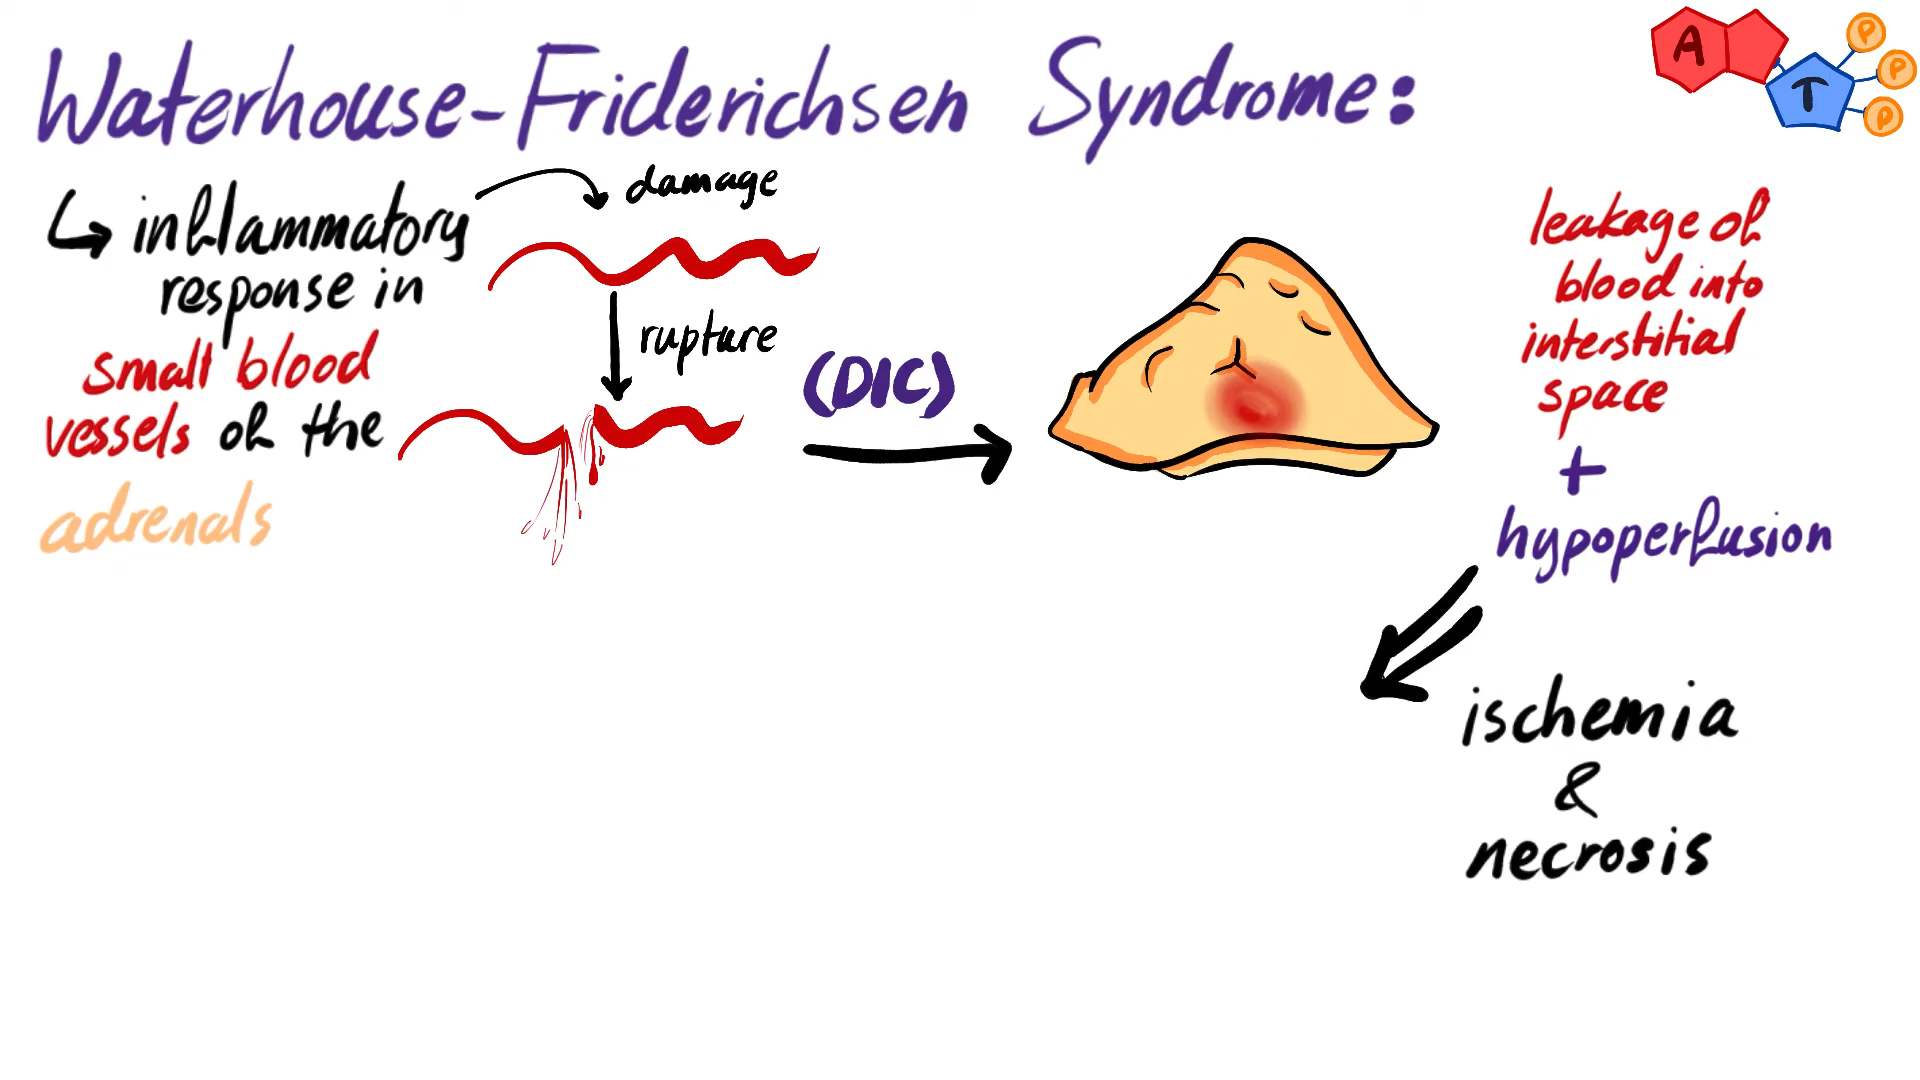 Waterhouse-Friderichsen Syndrome:
A
T
P
P
P
↳ inflammatory
response in
small blood
vessels of the
adrenals
damage
rupture
(DIC)
leakage of
blood into
interstitial
space
+
hypoperfusion
ischemia
&
necrosis